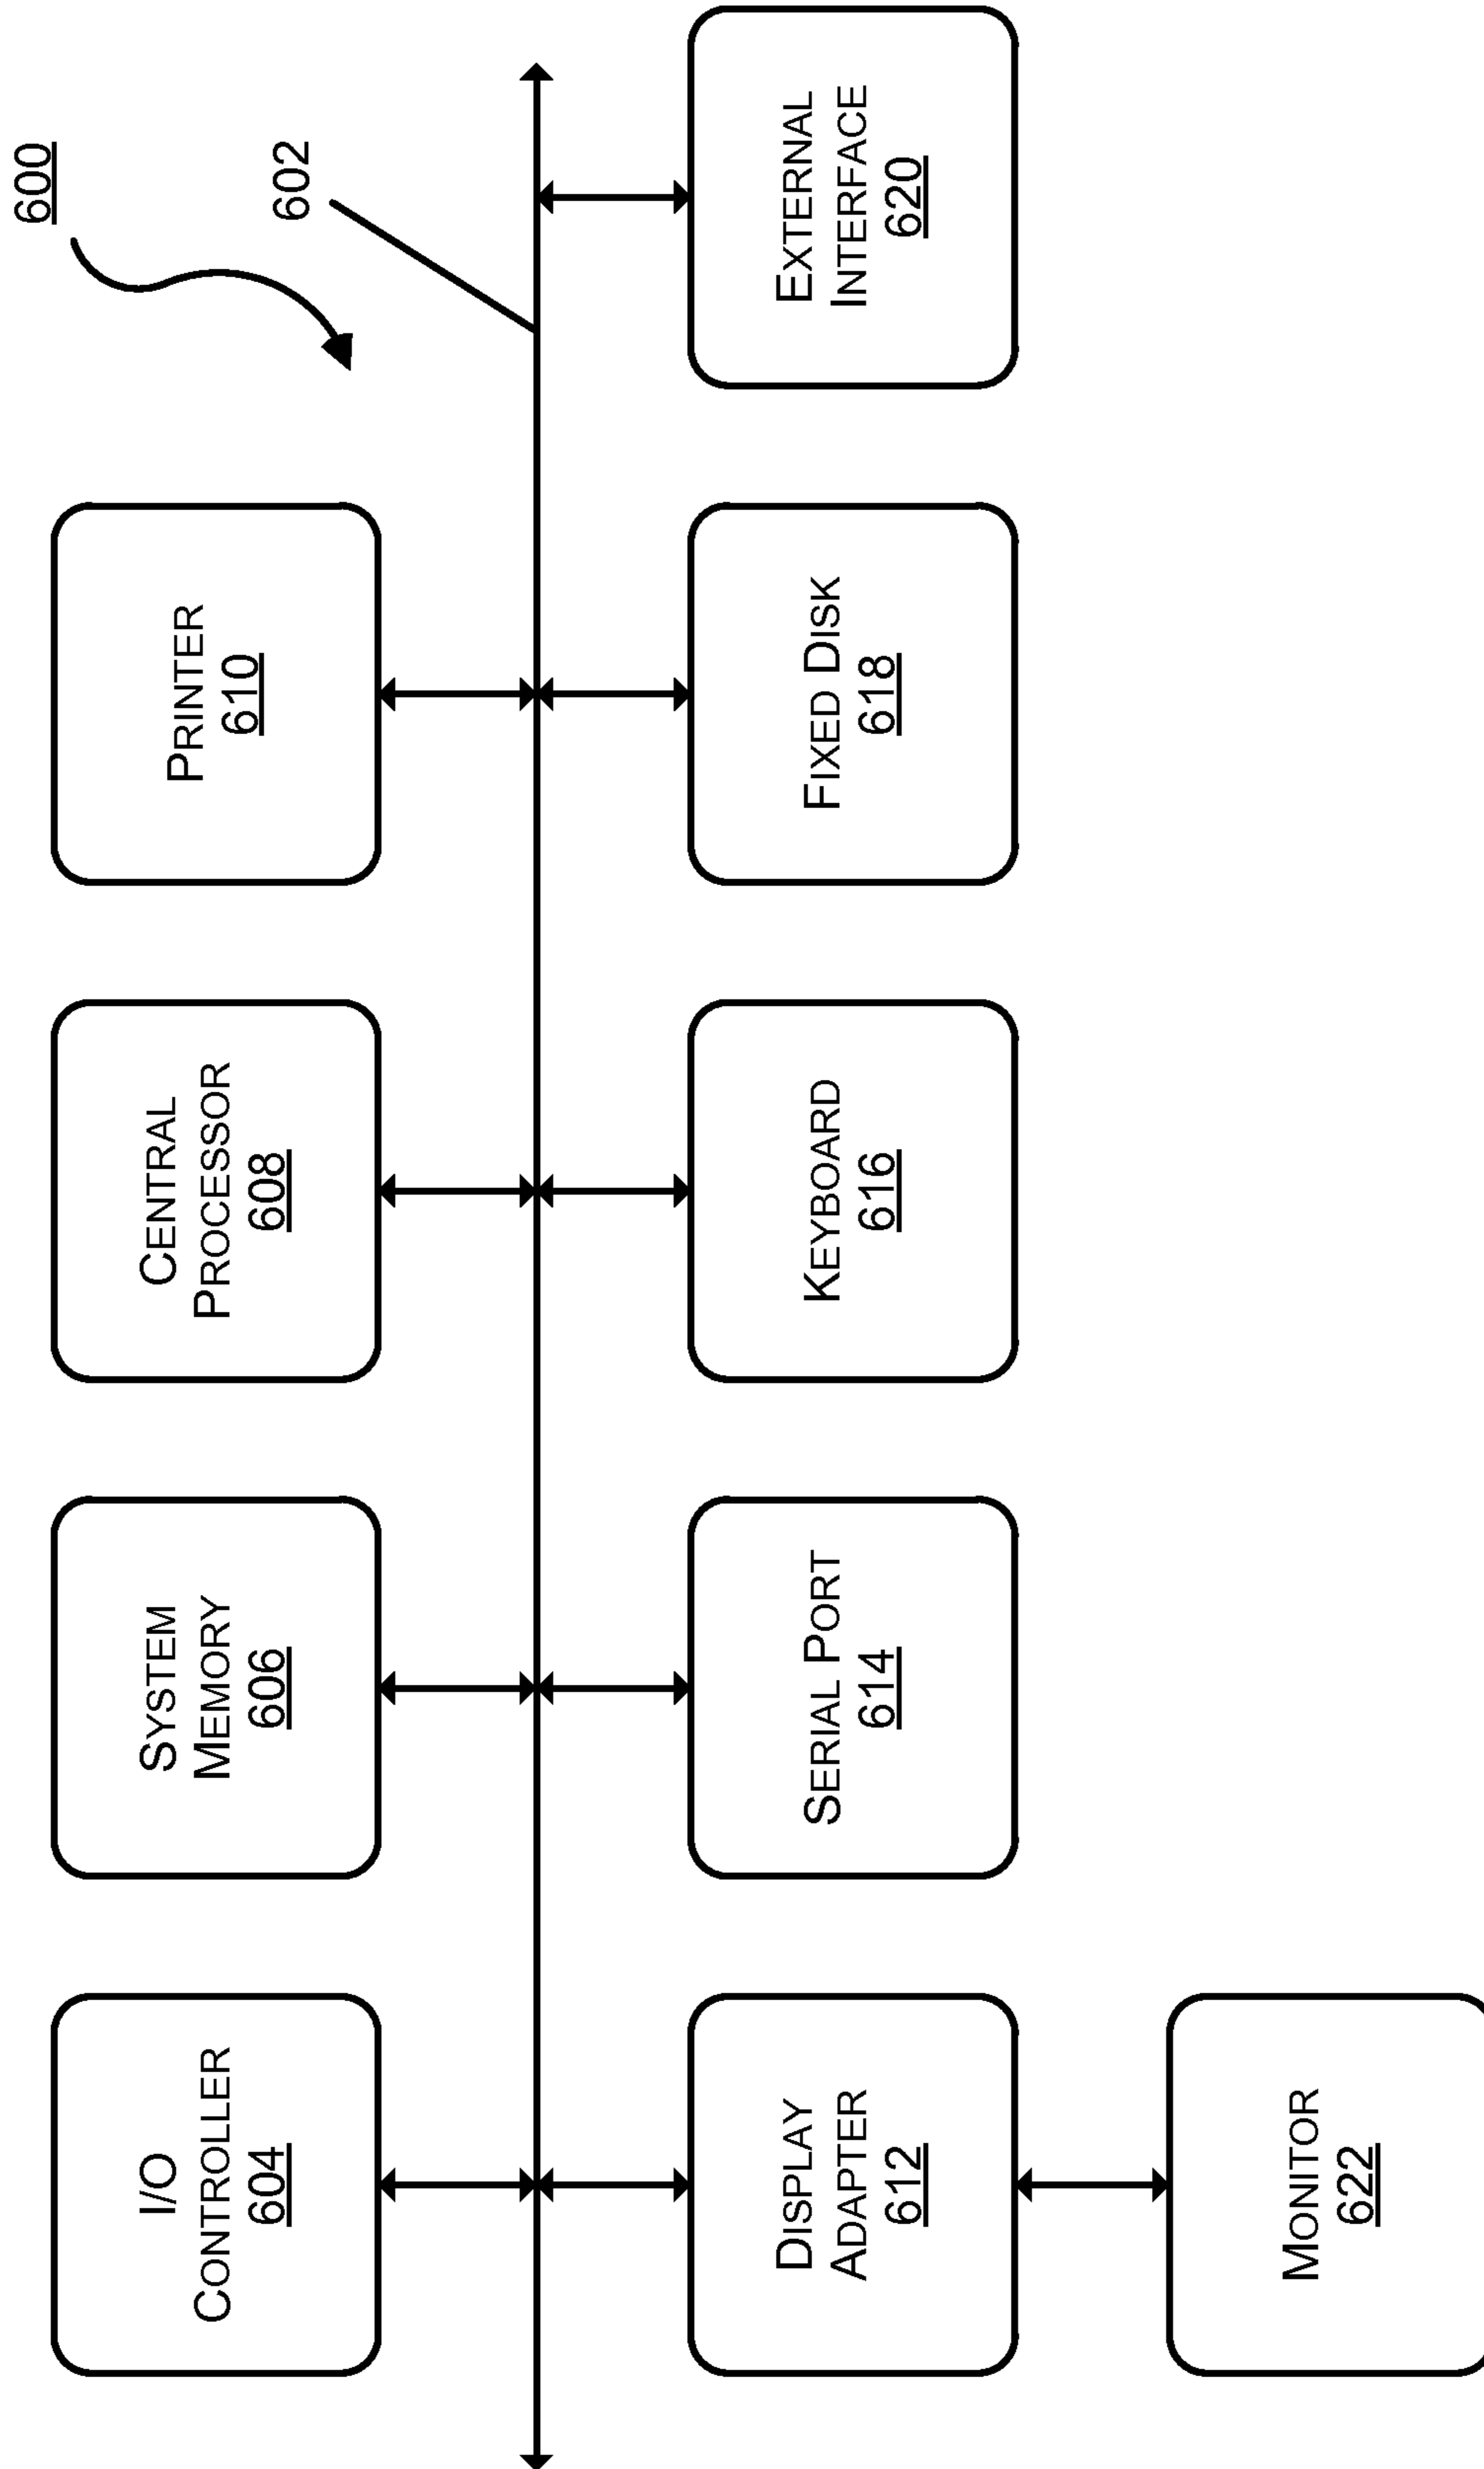 600
602
I/O
CONTROLLER
604
SYSTEM
MEMORY
606
CENTRAL
PROCESSOR
608
PRINTER
610
DISPLAY
ADAPTER
612
SERIAL PORT
614
KEYBOARD
616
FIXED DISK
618
EXTERNAL
INTERFACE
620
MONITOR
622